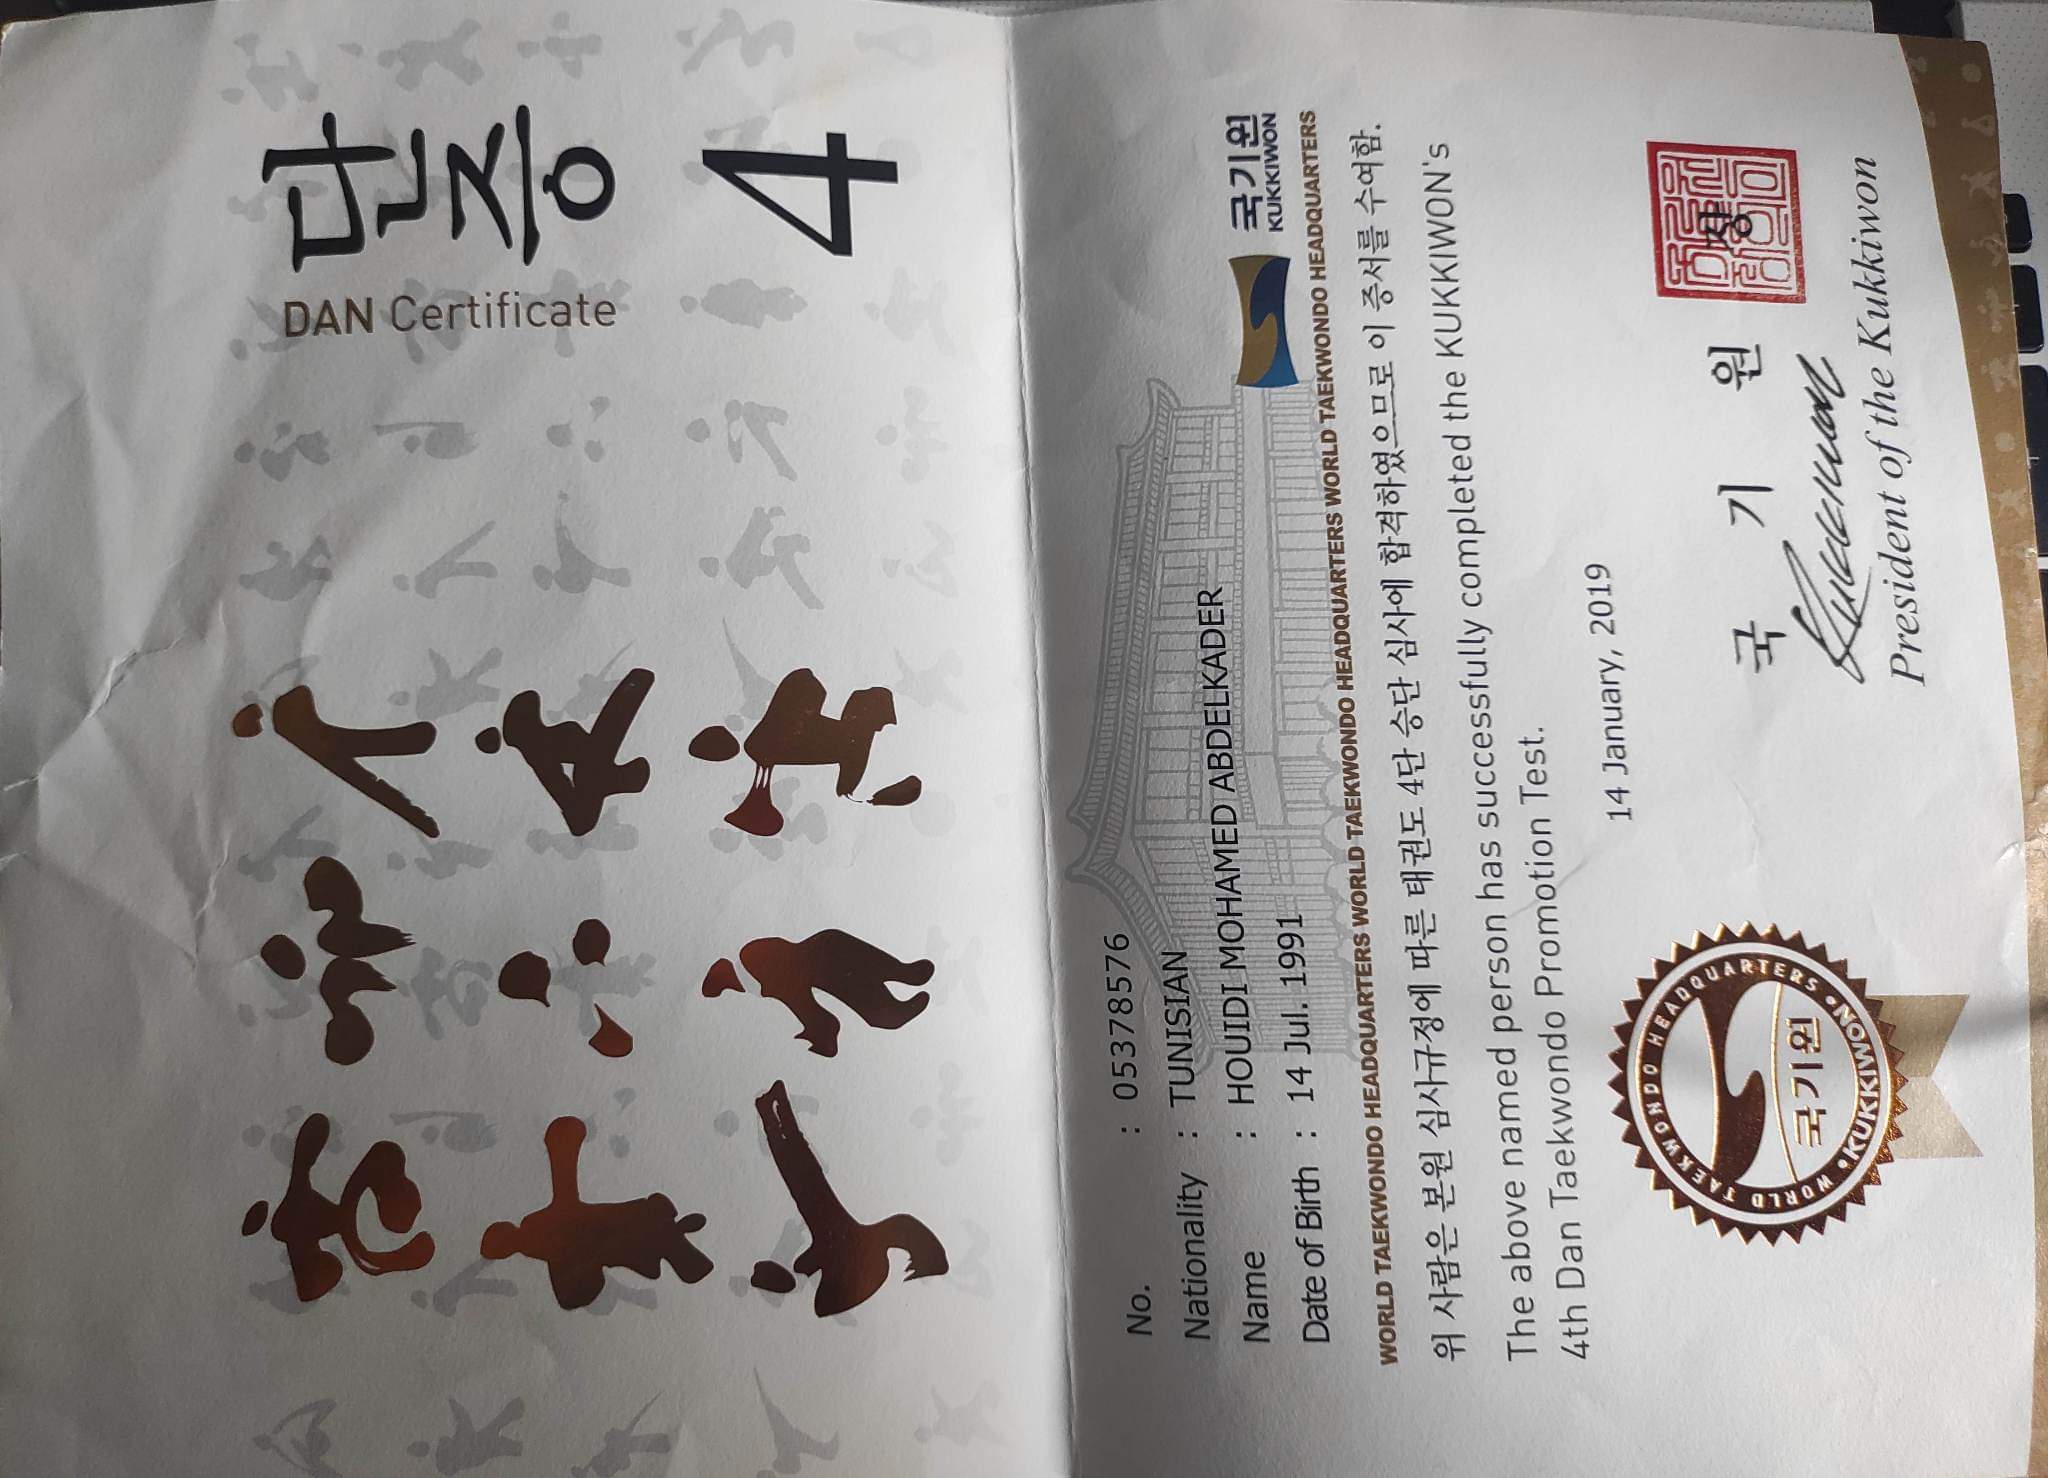 단증
DAN Certificate
4
국기원
KUKKIWON
No. : 05378576
Nationality : TUNISIAN
Name : HOUIDI MOHAMED ABDELKADER
Date of Birth : 14 Jul. 1991
WORLD TAEKWONDO HEADQUARTERS WORLD TAEKWONDO HEADQUARTERS WORLD TAEKWONDO HEADQUARTERS WORLD TAEKWONDO HEADQUARTERS
위 사람은 본원 심사규정에 따른 태권도 4단 승단 심사에 합격하였으므로 이 증서를 수여함.
The above named person has successfully completed the KUKKIWON's
4th Dan Taekwondo Promotion Test.
14 January, 2019
국 기 원 장
President of the Kukkiwon
WORLD TAEKWONDO HEADQUARTERS
국기원
•KUKKIWON•